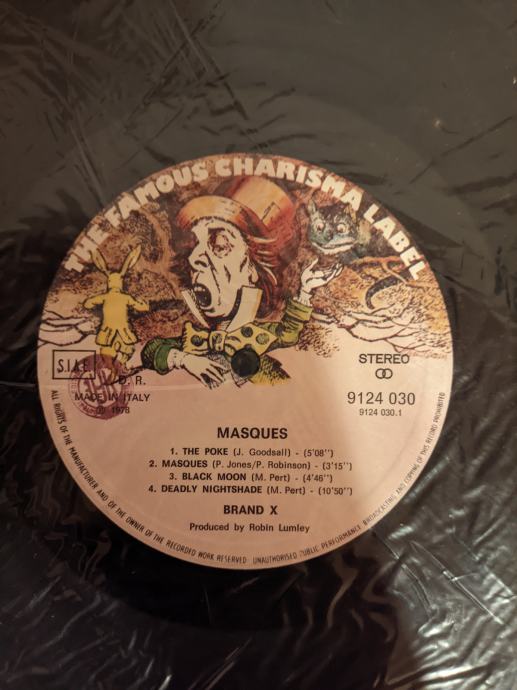 THE FAMOUS CHARISMA LABEL
S.I.A.E.
D.R.
MADE IN ITALY
1978
STEREO
9124 030
9124 030.1
MASQUES
1. THE POKE (J. Goodsall) - (5'08'')
2. MASQUES (P. Jones/P. Robinson) - (3'15'')
3. BLACK MOON (M. Pert) - (4'46'')
4. DEADLY NIGHTSHADE (M. Pert) - (10'50'')
BRAND X
Produced by Robin Lumley
ALL RIGHTS OF THE MANUFACTURER AND OF THE OWNER OF THE RECORDED WORK RESERVED · UNAUTHORISED PUBLIC PERFORMANCE BROADCASTING AND COPYING OF THIS RECORD PROHIBITED